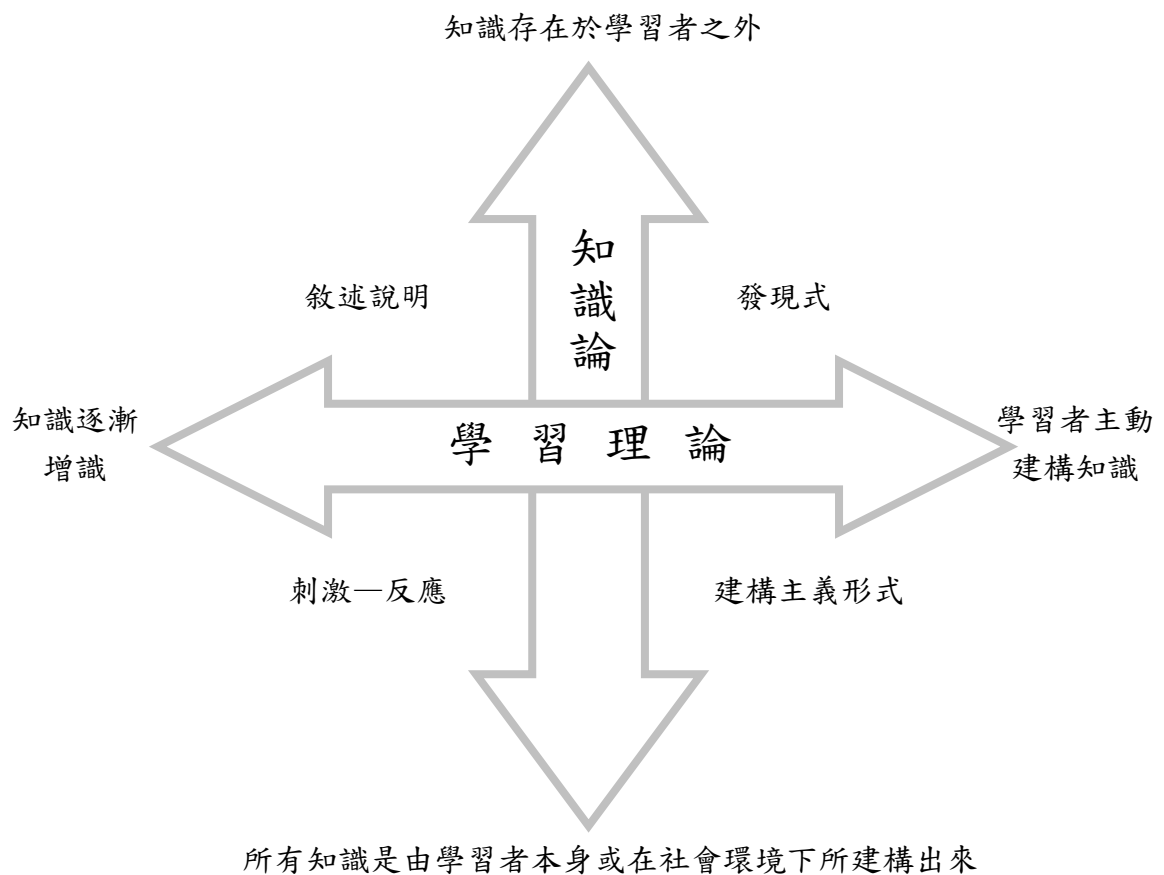 知識存在於學習者之外
知
識
論
敘述說明
發現式
知識逐漸
增識
學習理論
學習者主動
建構知識
刺激—反應
建構主義形式
所有知識是由學習者本身或在社會環境下所建構出來